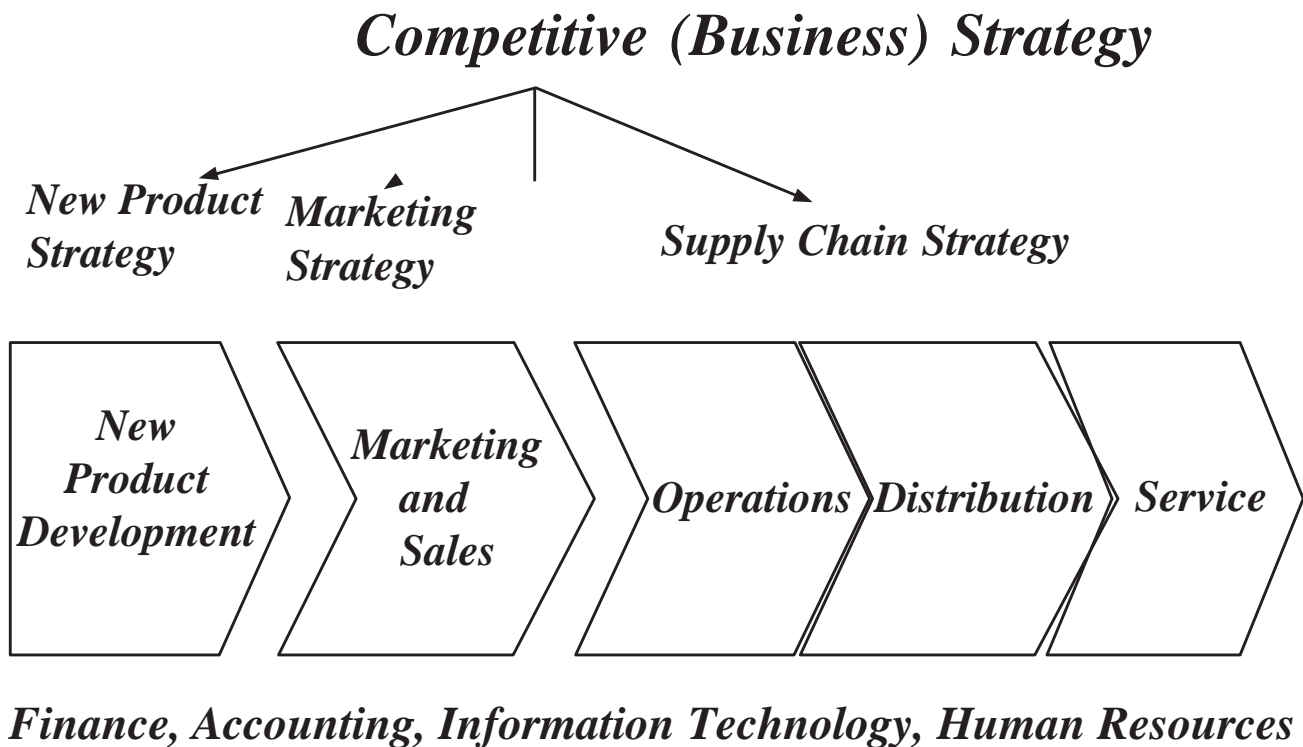 Competitive (Business) Strategy
New Product
Strategy
Marketing
Strategy
Supply Chain Strategy
New
Product
Development
Marketing
and
Sales
Operations
Distribution
Service
Finance, Accounting, Information Technology, Human Resources